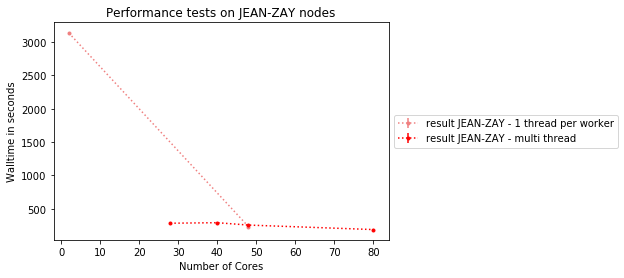 Performance tests on JEAN-ZAY nodes
3000
2500
2000
1500
1000
500
Walltime in seconds
0 10 20 30 40 50 60 70 80
Number of Cores
result JEAN-ZAY - 1 thread per worker
result JEAN-ZAY - multi thread